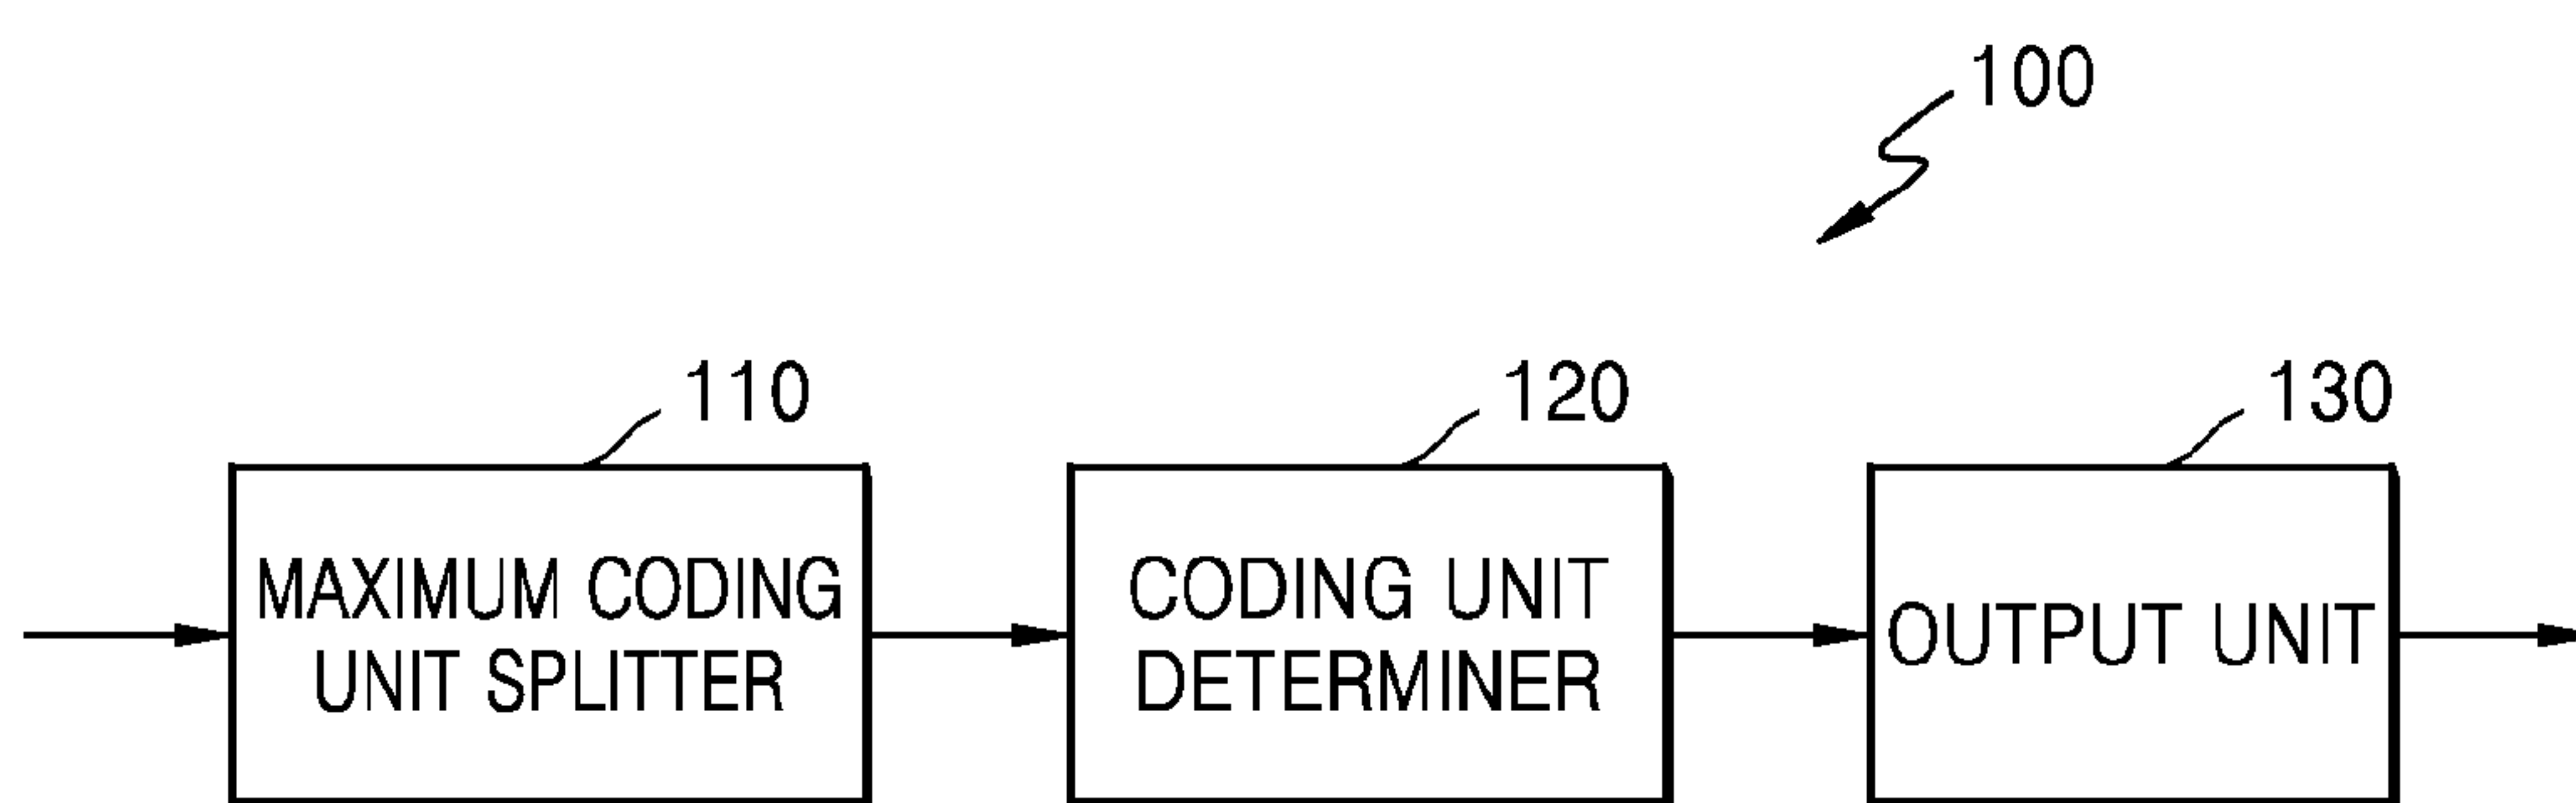 100
110
120
130
MAXIMUM CODING
UNIT SPLITTER
CODING UNIT
DETERMINER
OUTPUT UNIT